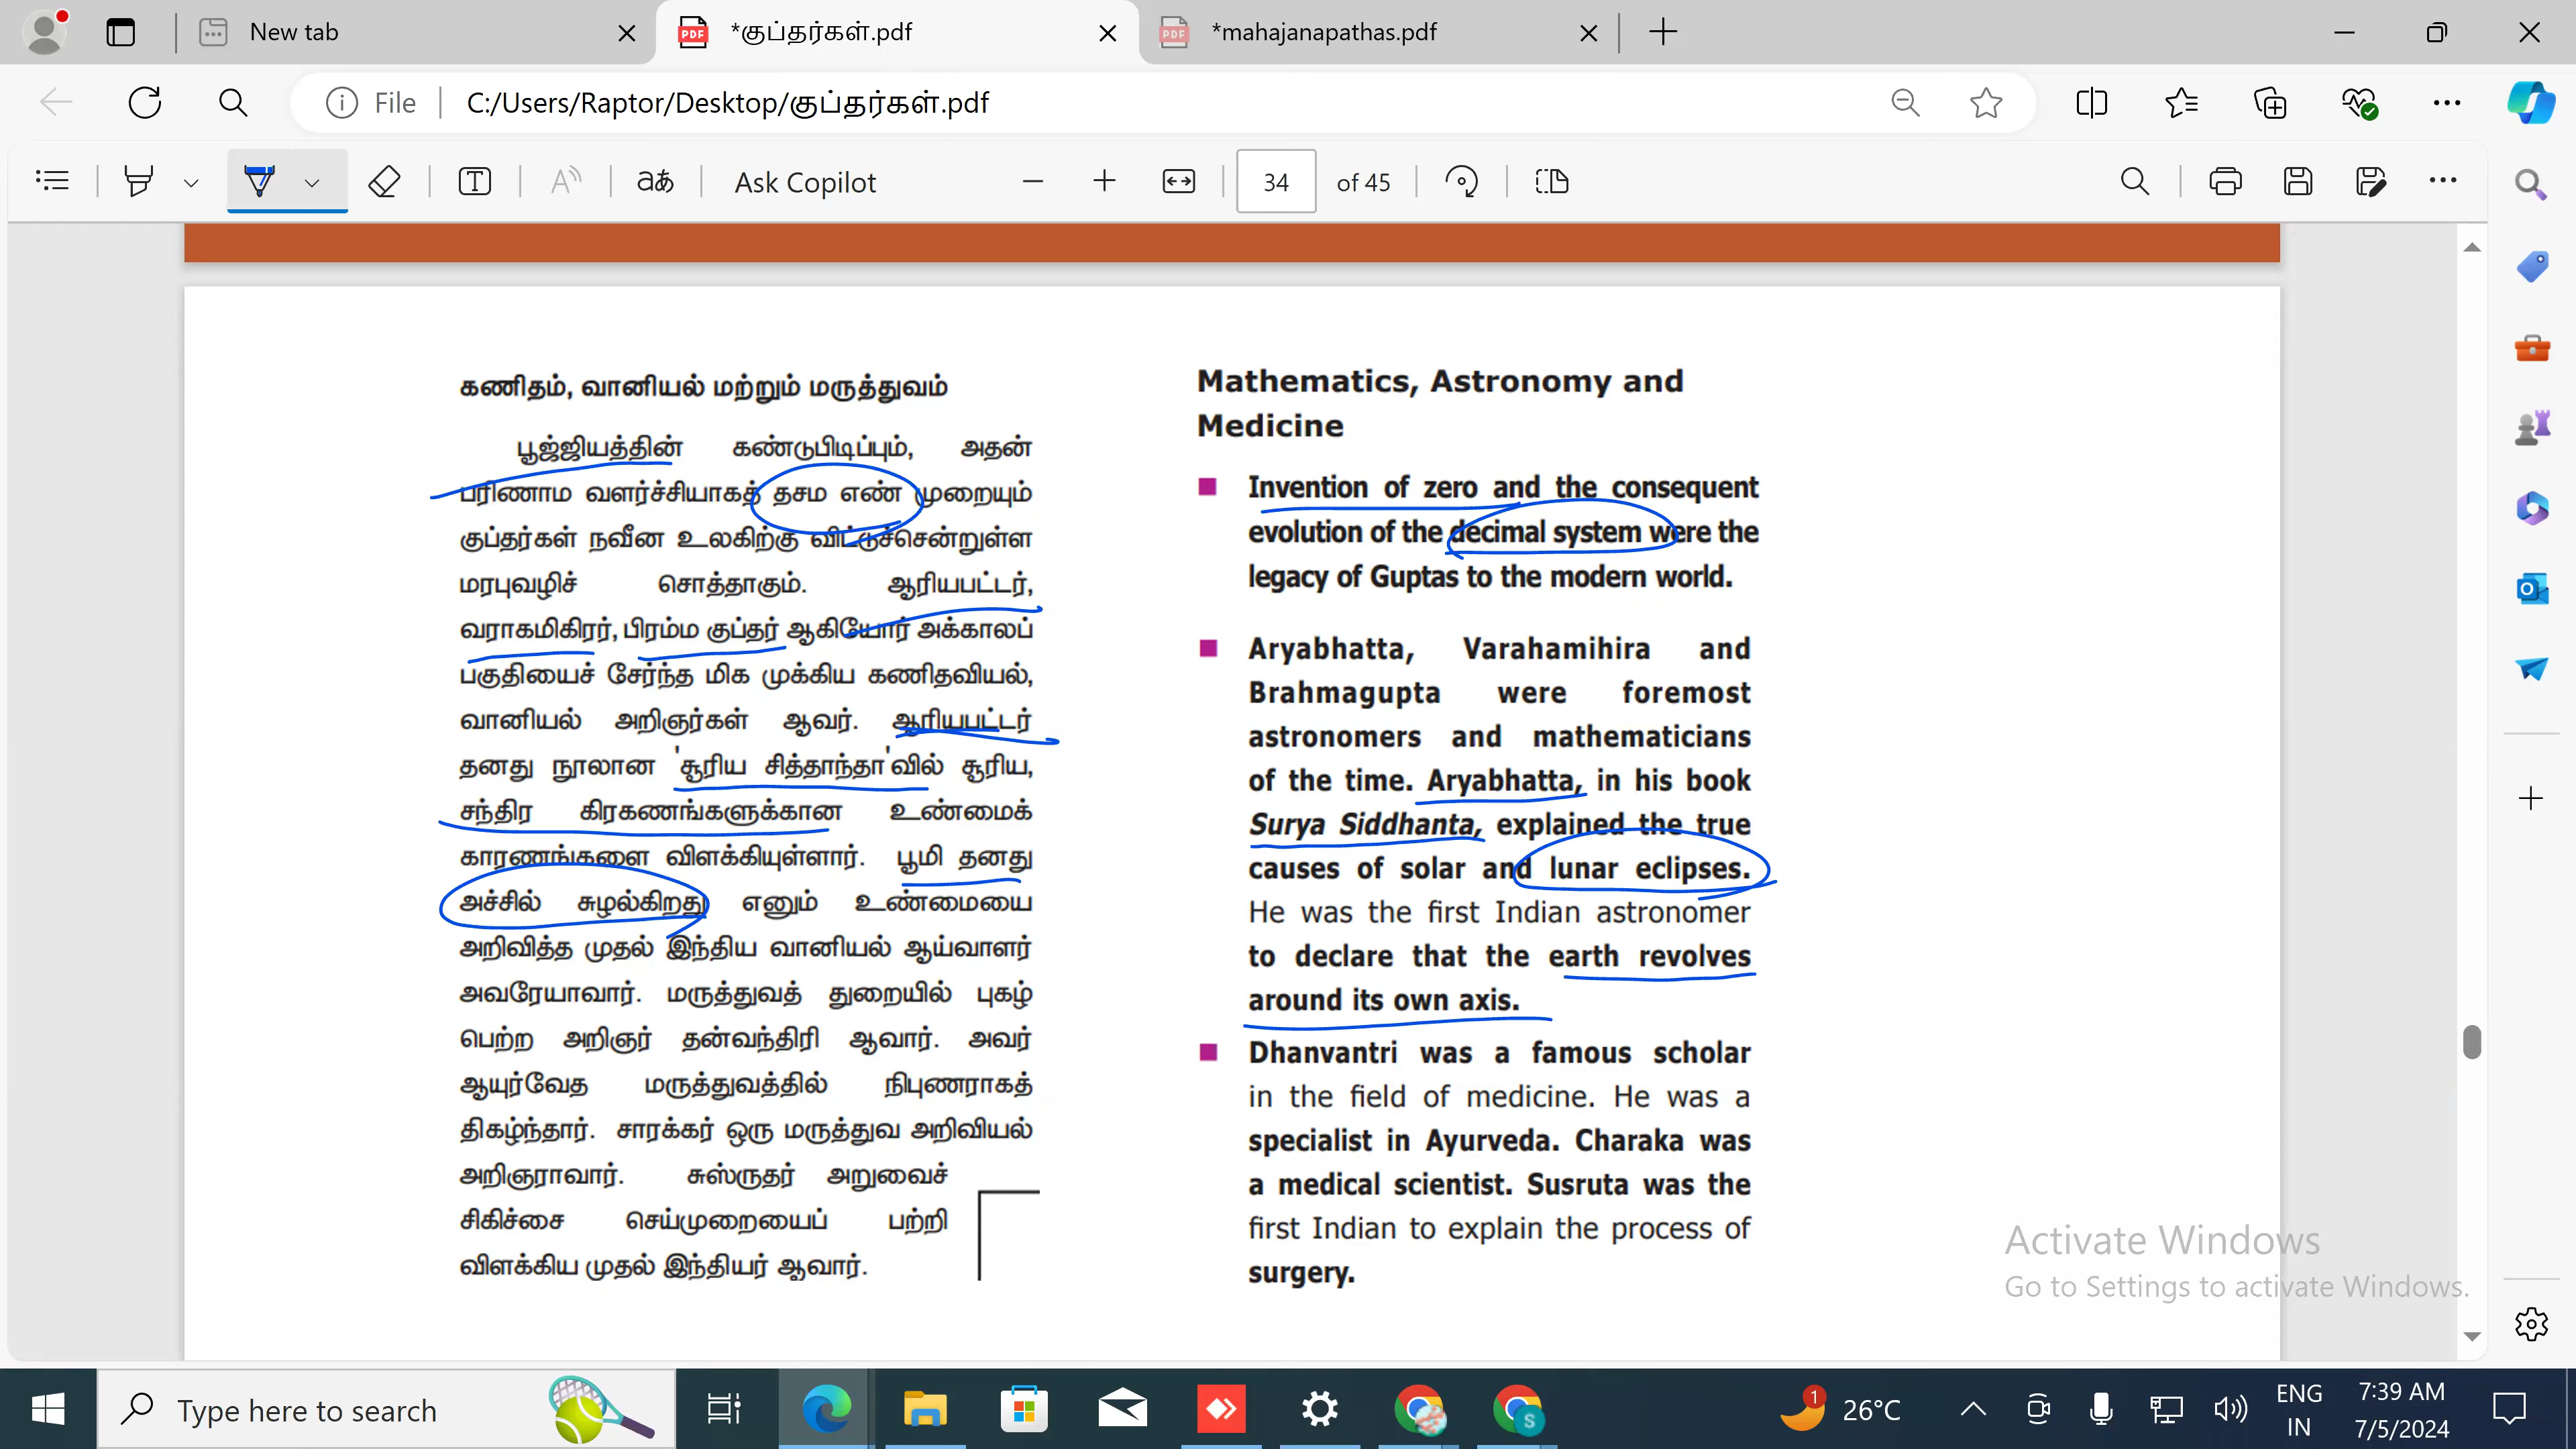 New tab
*குப்தர்கள்.pdf
*mahajanapathas.pdf
File
C:/Users/Raptor/Desktop/குப்தர்கள்.pdf
Ask Copilot
34 of 45
கணிதம், வானியல் மற்றும் மருத்துவம்
பூஜ்ஜியத்தின் கண்டுபிடிப்பும், அதன்
பரிணாம வளர்ச்சியாகத் தசம எண் முறையும்
குப்தர்கள் நவீன உலகிற்கு விட்டுச்சென்றுள்ள
மரபுவழிச் சொத்தாகும். ஆரியபட்டர்,
வராகமிகிரர், பிரம்ம குப்தர் ஆகியோர் அக்காலப்
பகுதியைச் சேர்ந்த மிக முக்கிய கணிதவியல்,
வானியல் அறிஞர்கள் ஆவர். ஆரியபட்டர்
தனது நூலான 'சூரிய சித்தாந்தா'வில் சூரிய,
சந்திர கிரகணங்களுக்கான உண்மைக்
காரணங்களை விளக்கியுள்ளார். பூமி தனது
அச்சில் சுழல்கிறது எனும் உண்மையை
அறிவித்த முதல் இந்திய வானியல் ஆய்வாளர்
அவரேயாவார். மருத்துவத் துறையில் புகழ்
பெற்ற அறிஞர் தன்வந்திரி ஆவார். அவர்
ஆயுர்வேத மருத்துவத்தில் நிபுணராகத்
திகழ்ந்தார். சாரக்கர் ஒரு மருத்துவ அறிவியல்
அறிஞராவார். சுஸ்ருதர் அறுவைச்
சிகிச்சை செய்முறையைப் பற்றி
விளக்கிய முதல் இந்தியர் ஆவார்.
Mathematics, Astronomy and
Medicine
Invention of zero and the consequent
evolution of the decimal system were the
legacy of Guptas to the modern world.
Aryabhatta, Varahamihira and
Brahmagupta were foremost
astronomers and mathematicians
of the time. Aryabhatta, in his book
Surya Siddhanta, explained the true
causes of solar and lunar eclipses.
He was the first Indian astronomer
to declare that the earth revolves
around its own axis.
Dhanvantri was a famous scholar
in the field of medicine. He was a
specialist in Ayurveda. Charaka was
a medical scientist. Susruta was the
first Indian to explain the process of
surgery.
Activate Windows
Go to Settings to activate Windows.
Type here to search
1
26°C
ENG
IN
7:39 AM
7/5/2024